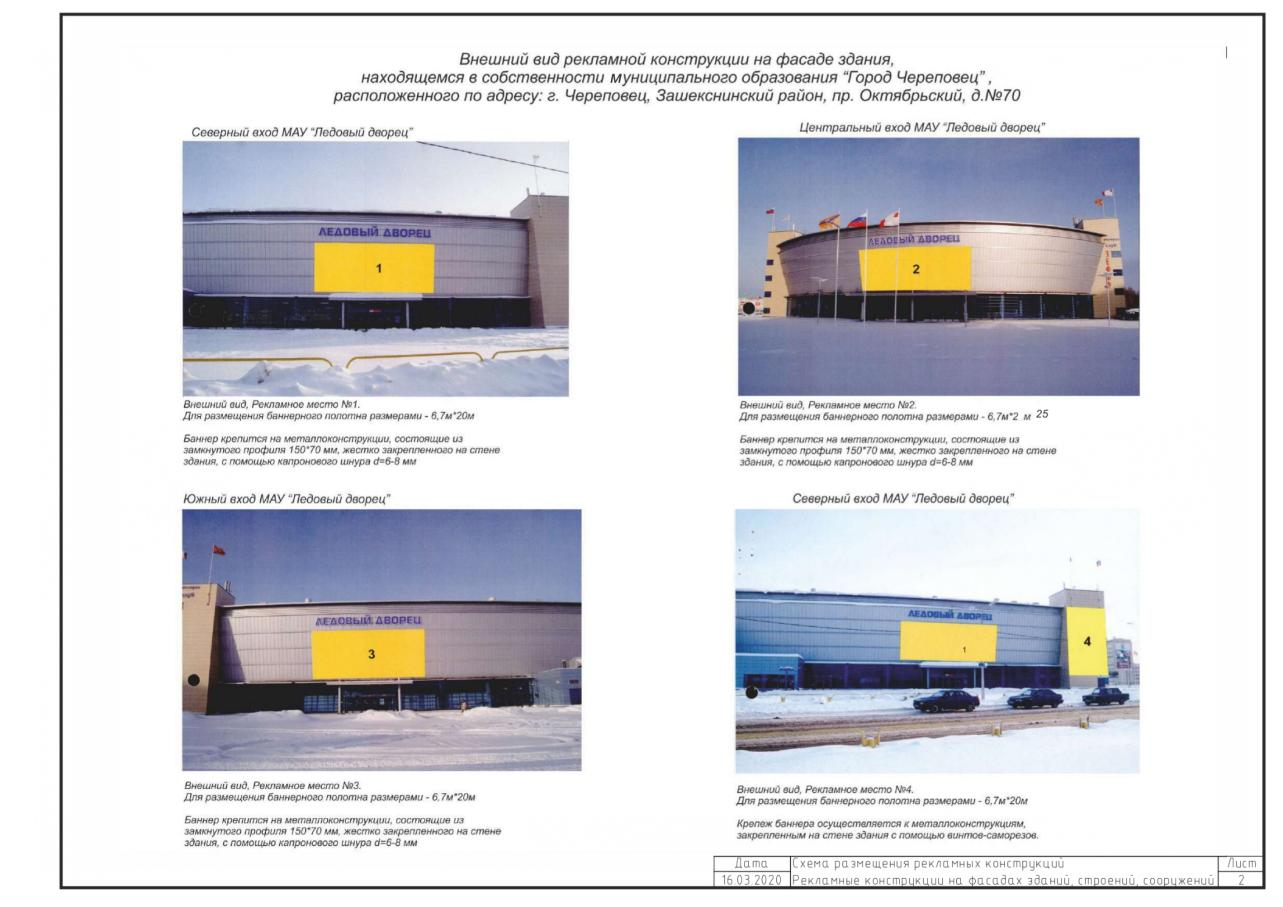 Внешний вид рекламной конструкции на фасаде здания,
находящемся в собственности муниципального образования “Город Череповец” ,
расположенного по адресу: г. Череповец, Зашекснинский район, пр. Октябрьский, д.№70
Северный вход МАУ “Ледовый дворец”
ЛЕДОВЫЙ ДВОРЕЦ
1
Внешний вид, Рекламное место №1.
Для размещения баннерного полотна размерами - 6,7м*20м
Баннер крепится на металлоконструкции, состоящие из
замкнутого профиля 150*70 мм, жестко закрепленного на стене
здания, с помощью капронового шнура d=6-8 мм
Центральный вход МАУ “Ледовый дворец”
ЛЕДОВЫЙ ДВОРЕЦ
2
Внешний вид, Рекламное место №2.
Для размещения баннерного полотна размерами - 6,7м*2 м 25
Баннер крепится на металлоконструкции, состоящие из
замкнутого профиля 150*70 мм, жестко закрепленного на стене
здания, с помощью капронового шнура d=6-8 мм
Южный вход МАУ “Ледовый дворец”
ЛЕДОВЫЙ ДВОРЕЦ
3
Внешний вид, Рекламное место №3.
Для размещения баннерного полотна размерами - 6,7м*20м
Баннер крепится на металлоконструкции, состоящие из
замкнутого профиля 150*70 мм, жестко закрепленного на стене
здания, с помощью капронового шнура d=6-8 мм
Северный вход МАУ “Ледовый дворец”
ЛЕДОВЫЙ ДВОРЕЦ
1
4
Внешний вид, Рекламное место №4.
Для размещения баннерного полотна размерами - 6,7м*20м
Крепеж баннера осуществляется к металлоконструкциям,
закрепленным на стене здания с помощью винтов-саморезов.
Дата Схема размещения рекламных конструкций Лист
16.03.2020 Рекламные конструкции на фасадах зданий, строений, сооружений 2